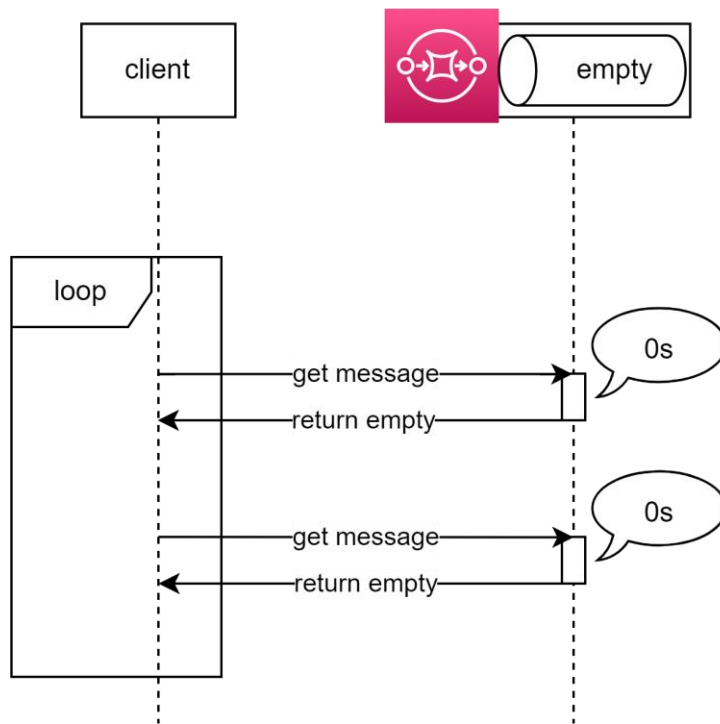 client
empty
loop
0s
get message
return empty
0s
get message
return empty